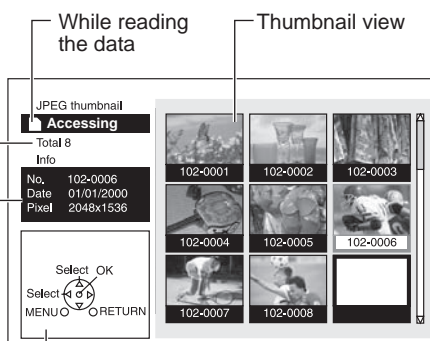 While reading
the data
Thumbnail view
JPEG thumbnail
Accessing
Total 8
Info
No. 102-0006
Date 01/01/2000
Pixel 2048x1536
102-0001 102-0002 102-0003
102-0004 102-0005 102-0006
102-0007 102-0008
Select OK
Select
MENU RETURN